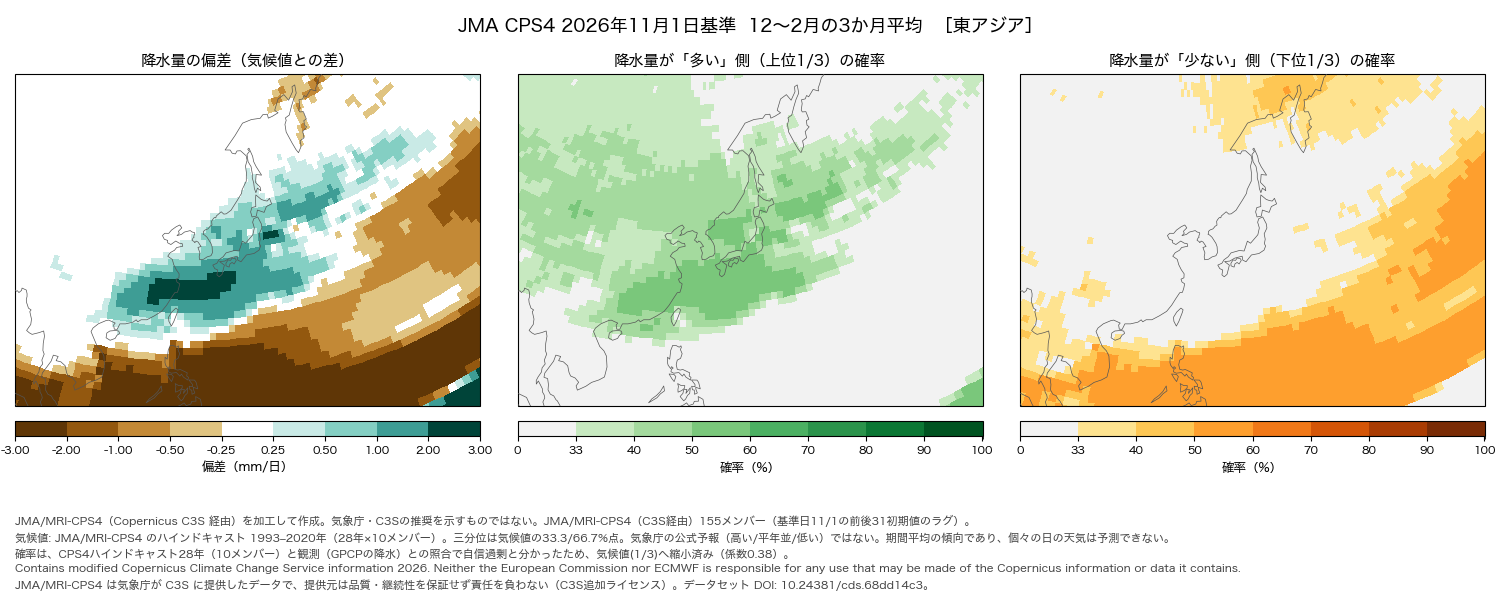 JMA CPS4 2026年11月1日基準 12～2月の3か月平均 ［東アジア］
降水量の偏差（気候値との差）
降水量が「多い」側（上位1/3）の確率
降水量が「少ない」側（下位1/3）の確率
-3.00 -2.00 -1.00 -0.50 -0.25 0.25 0.50 1.00 2.00 3.00
偏差（mm/日）
0 33 40 50 60 70 80 90 100
確率（%）
0 33 40 50 60 70 80 90 100
確率（%）
JMA/MRI-CPS4（Copernicus C3S 経由）を加工して作成。気象庁・C3Sの推奨を示すものではない。JMA/MRI-CPS4（C3S経由）155メンバー（基準日11/1の前後31初期値のラグ）。
気候値: JMA/MRI-CPS4 のハインドキャスト 1993–2020年（28年×10メンバー）。三分位は気候値の33.3/66.7%点。気象庁の公式予報（高い/平年並/低い）ではない。期間平均の傾向であり、個々の日の天気は予測できない。
確率は、CPS4ハインドキャスト28年（10メンバー）と観測（GPCPの降水）との照合で自信過剰と分かったため、気候値(1/3)へ縮小済み（係数0.38）。
Contains modified Copernicus Climate Change Service information 2026. Neither the European Commission nor ECMWF is responsible for any use that may be made of the Copernicus information or data it contains.
JMA/MRI-CPS4 は気象庁が C3S に提供したデータで、提供元は品質・継続性を保証せず責任を負わない（C3S追加ライセンス）。データセット DOI: 10.24381/cds.68dd14c3。